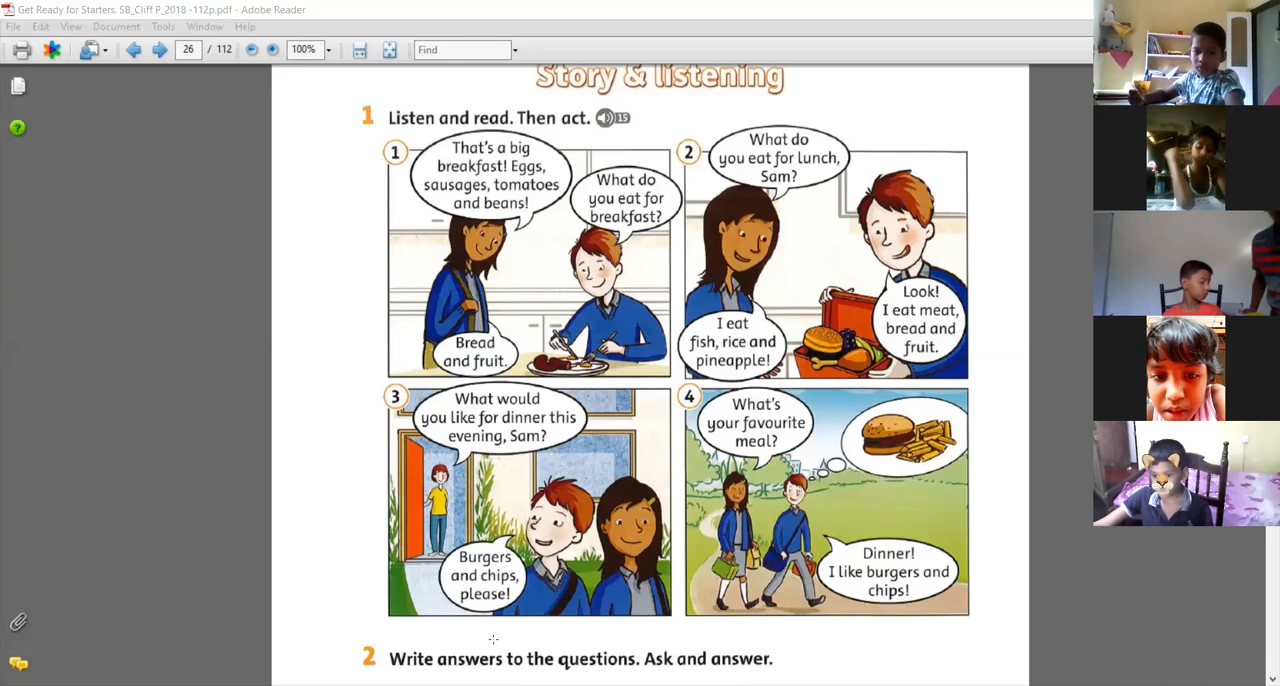 Get Ready for Starters. SB_Cliff P_2018 -112p.pdf - Adobe Reader
File Edit View Document Tools Window Help
26 / 112
100%
Find
Story & listening
1 Listen and read. Then act. 15
1
That's a big
breakfast! Eggs,
sausages, tomatoes
and beans!
What do
you eat for
breakfast?
Bread
and fruit.
2
What do
you eat for lunch,
Sam?
I eat
fish, rice and
pineapple!
Look!
I eat meat,
bread and
fruit.
3
What would
you like for dinner this
evening, Sam?
Burgers
and chips,
please!
4
What's
your favourite
meal?
Dinner!
I like burgers and
chips!
2 Write answers to the questions. Ask and answer.